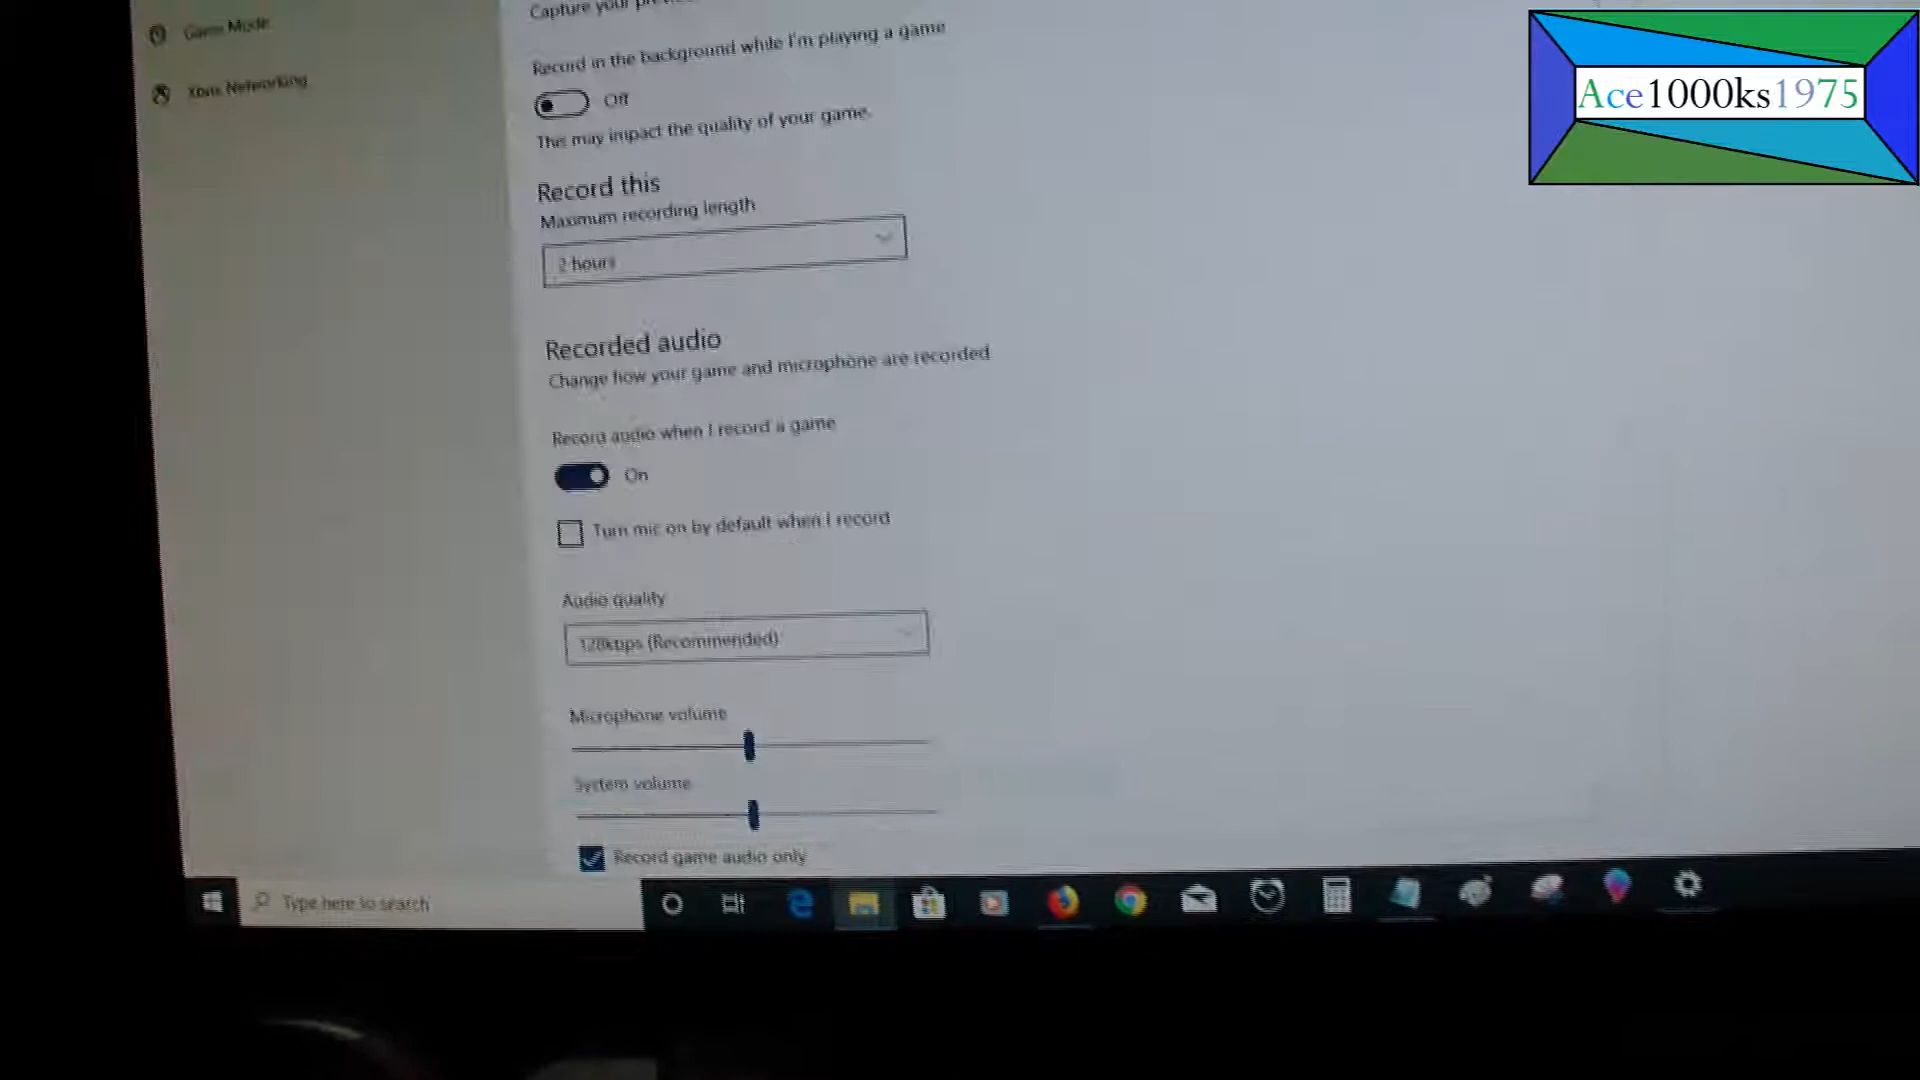 Game Mode
Xbox Networking
Capture your
Record in the background while I'm playing a game
Off
This may impact the quality of your game.
Record this
Maximum recording length
2 hours
Recorded audio
Change how your game and microphone are recorded
Record audio when I record a game
On
Turn mic on by default when I record
Audio quality
128kbps (Recommended)
Microphone volume
System volume
Record game audio only
Type here to search
Ace1000ks1975